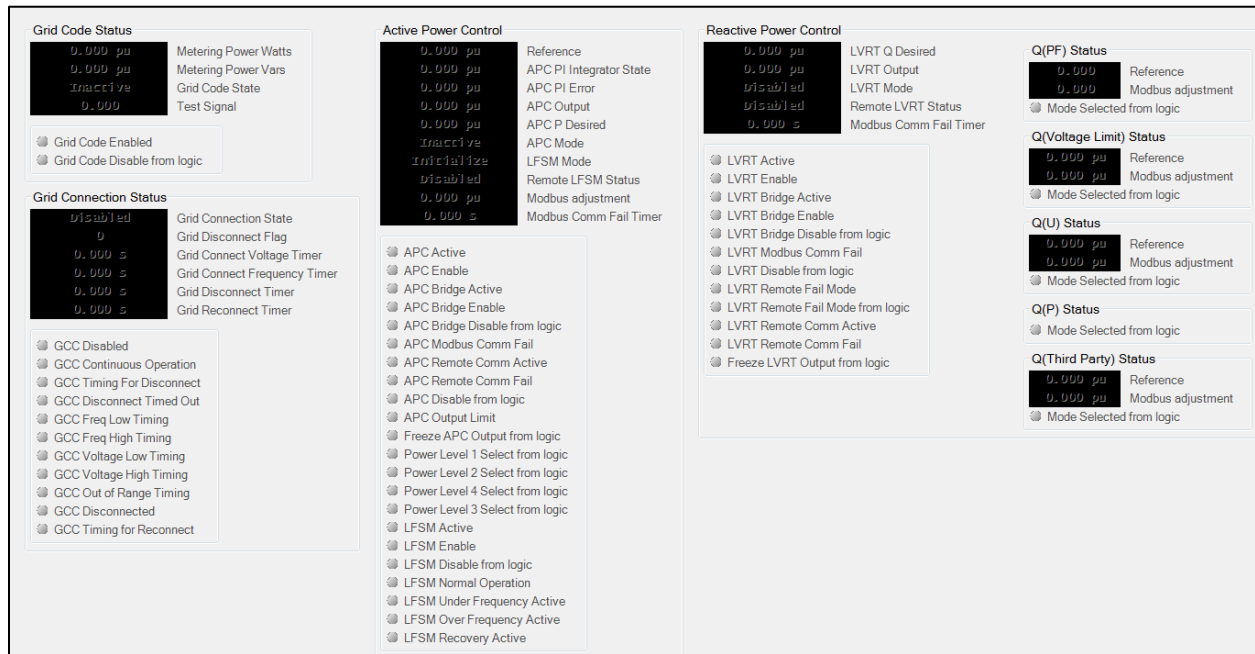 Grid Code Status
0.000 pu Metering Power Watts
0.000 pu Metering Power Vars
Inactive Grid Code State
0.000 Test Signal
Grid Code Enabled
Grid Code Disable from logic
Grid Connection Status
Disabled Grid Connection State
0 Grid Disconnect Flag
0.000 s Grid Connect Voltage Timer
0.000 s Grid Connect Frequency Timer
0.000 s Grid Disconnect Timer
0.000 s Grid Reconnect Timer
GCC Disabled
GCC Continuous Operation
GCC Timing For Disconnect
GCC Disconnect Timed Out
GCC Freq Low Timing
GCC Freq High Timing
GCC Voltage Low Timing
GCC Voltage High Timing
GCC Out of Range Timing
GCC Disconnected
GCC Timing for Reconnect
Active Power Control
0.000 pu Reference
0.000 pu APC PI Integrator State
0.000 pu APC PI Error
0.000 pu APC Output
0.000 pu APC P Desired
Inactive APC Mode
Initialize LFSM Mode
Disabled Remote LFSM Status
0.000 pu Modbus adjustment
0.000 s Modbus Comm Fail Timer
APC Active
APC Enable
APC Bridge Active
APC Bridge Enable
APC Bridge Disable from logic
APC Modbus Comm Fail
APC Remote Comm Active
APC Remote Comm Fail
APC Disable from logic
APC Output Limit
Freeze APC Output from logic
Power Level 1 Select from logic
Power Level 2 Select from logic
Power Level 4 Select from logic
Power Level 3 Select from logic
LFSM Active
LFSM Enable
LFSM Disable from logic
LFSM Normal Operation
LFSM Under Frequency Active
LFSM Over Frequency Active
LFSM Recovery Active
Reactive Power Control
0.000 pu LVRT Q Desired
0.000 pu LVRT Output
Disabled LVRT Mode
Disabled Remote LVRT Status
0.000 s Modbus Comm Fail Timer
LVRT Active
LVRT Enable
LVRT Bridge Active
LVRT Bridge Enable
LVRT Bridge Disable from logic
LVRT Modbus Comm Fail
LVRT Disable from logic
LVRT Remote Fail Mode
LVRT Remote Fail Mode from logic
LVRT Remote Comm Active
LVRT Remote Comm Fail
Freeze LVRT Output from logic
Q(PF) Status
0.000 Reference
0.000 Modbus adjustment
Mode Selected from logic
Q(Voltage Limit) Status
0.000 pu Reference
0.000 pu Modbus adjustment
Mode Selected from logic
Q(U) Status
0.000 pu Reference
0.000 pu Modbus adjustment
Mode Selected from logic
Q(P) Status
Mode Selected from logic
Q(Third Party) Status
0.000 pu Reference
0.000 pu Modbus adjustment
Mode Selected from logic